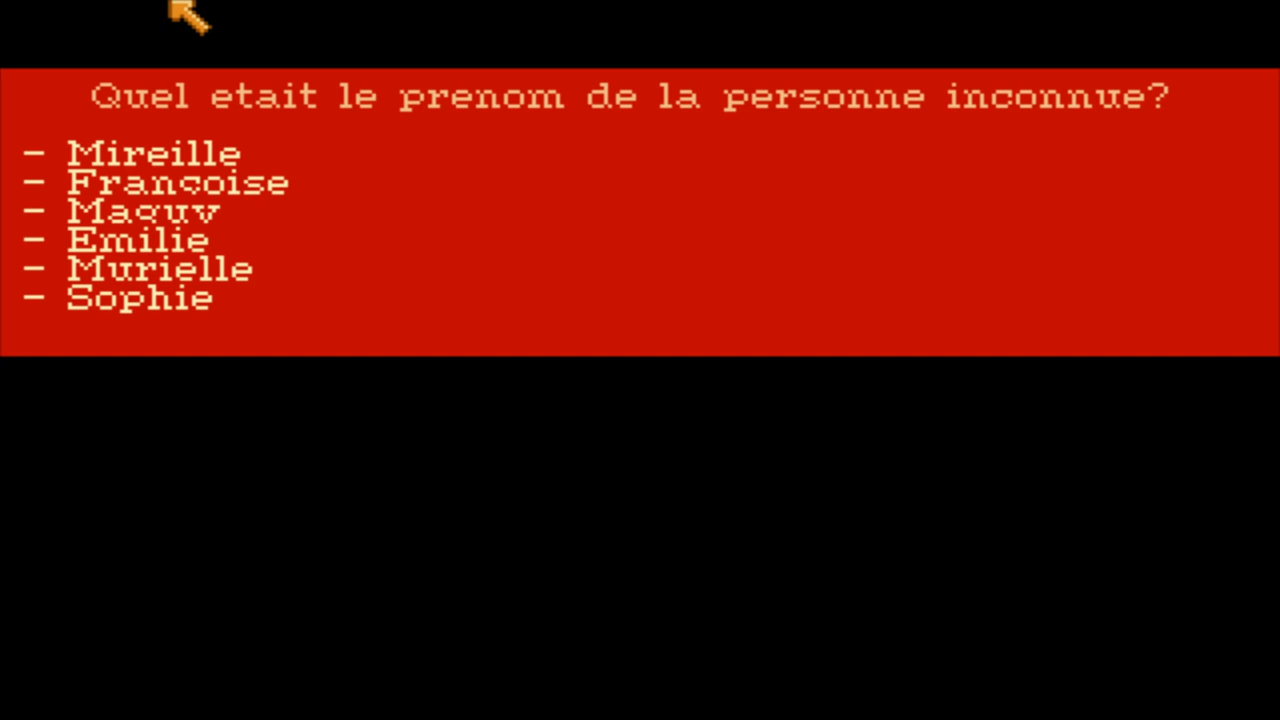 Quel etait le prenom de la personne inconnue?
- Mireille
- Françoise
- Maguy
- Emilie
- Murielle
- Sophie